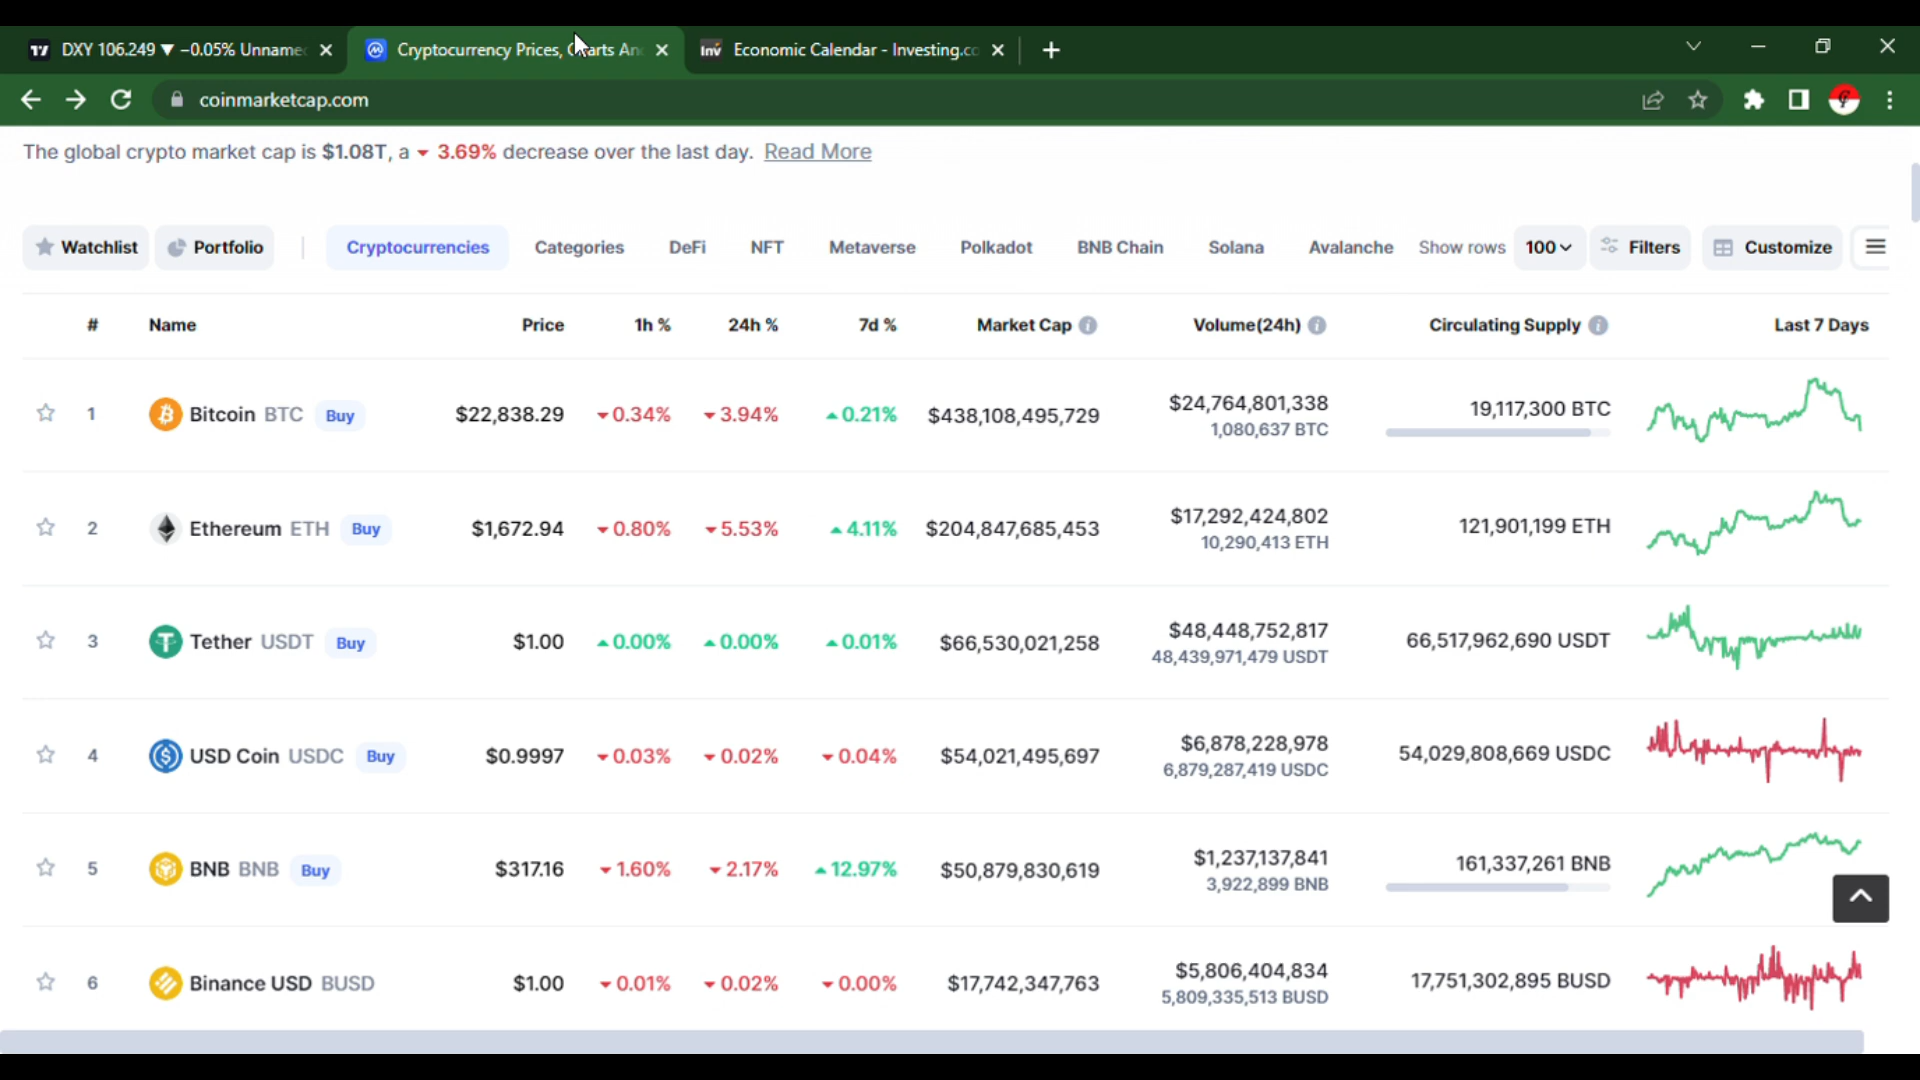 DXY 106.249 ▼ −0.05% Unname
Cryptocurrency Prices, Charts An
Economic Calendar - Investing.co
coinmarketcap.com
The global crypto market cap is $1.08T, a ▼ 3.69% decrease over the last day. Read More
Watchlist Portfolio Cryptocurrencies Categories DeFi NFT Metaverse Polkadot BNB Chain Solana Avalanche Show rows 100 Filters Customize
# Name Price 1h % 24h % 7d % Market Cap Volume(24h) Circulating Supply Last 7 Days
1 Bitcoin BTC Buy $22,838.29 ▼0.34% ▼3.94% ▲0.21% $438,108,495,729 $24,764,801,338 19,117,300 BTC
1,080,637 BTC
2 Ethereum ETH Buy $1,672.94 ▼0.80% ▼5.53% ▲4.11% $204,847,685,453 $17,292,424,802 121,901,199 ETH
10,290,413 ETH
3 Tether USDT Buy $1.00 ▲0.00% ▲0.00% ▲0.01% $66,530,021,258 $48,448,752,817 66,517,962,690 USDT
48,439,971,479 USDT
4 USD Coin USDC Buy $0.9997 ▼0.03% ▼0.02% ▼0.04% $54,021,495,697 $6,878,228,978 54,029,808,669 USDC
6,879,287,419 USDC
5 BNB BNB Buy $317.16 ▼1.60% ▼2.17% ▲12.97% $50,879,830,619 $1,237,137,841 161,337,261 BNB
3,922,899 BNB
6 Binance USD BUSD $1.00 ▼0.01% ▼0.02% ▼0.00% $17,742,347,763 $5,806,404,834 17,751,302,895 BUSD
5,809,335,513 BUSD